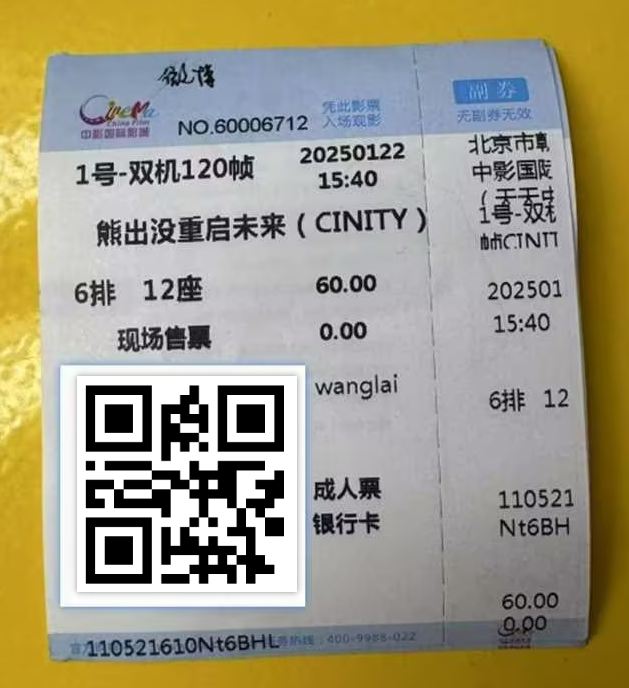 CineMa
China Film
中影国际影城
NO.60006712
凭此影票
入场观影
1号-双机120帧
20250122
15:40
熊出没重启未来（CINITY）
6排 12座
60.00
现场售票
0.00
wanglai
成人票
银行卡
110521610Nt6BHL
热线：400-9988-022
副券
无副券无效
北京市
中影国际
1号-双
202501
15:40
6排 12
110521
Nt6BH
60.00
0.00